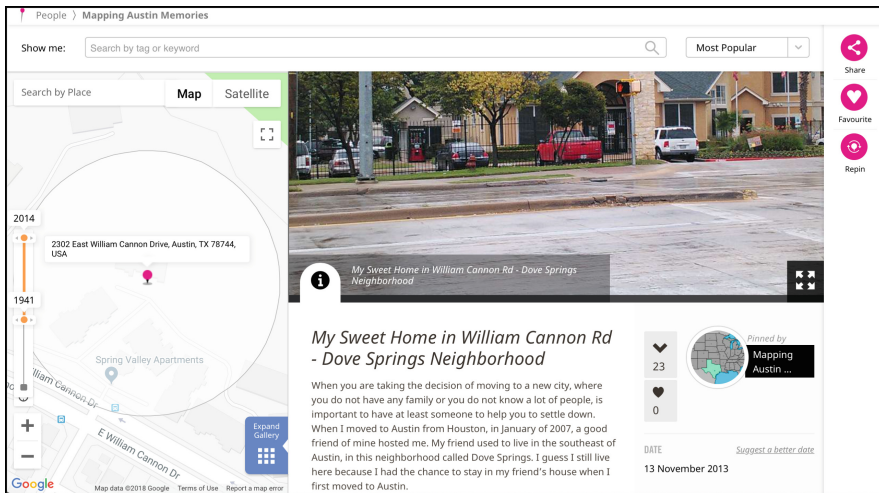 People 〉 Mapping Austin Memories
Show me:
Search by tag or keyword
Most Popular
Share
Favourite
Repin
Search by Place
Map
Satellite
2014
2302 East William Cannon Drive, Austin, TX 78744,
USA
1941
Spring Valley Apartments
lliam Cannon Dr
E William Cannon Dr
Expand
Gallery
Google
Map data ©2018 Google
Terms of Use
Report a map error
My Sweet Home in William Cannon Rd - Dove Springs
Neighborhood
My Sweet Home in William Cannon Rd
- Dove Springs Neighborhood
When you are taking the decision of moving to a new city, where
you do not have any family or you do not know a lot of people, is
important to have at least someone to help you to settle down.
When I moved to Austin from Houston, in January of 2007, a good
friend of mine hosted me. My friend used to live in the southeast of
Austin, in this neighborhood called Dove Springs. I guess I still live
here because I had the chance to stay in my friend's house when I
first moved to Austin.
23
0
Pinned by
Mapping
Austin ...
DATE
Suggest a better date
13 November 2013